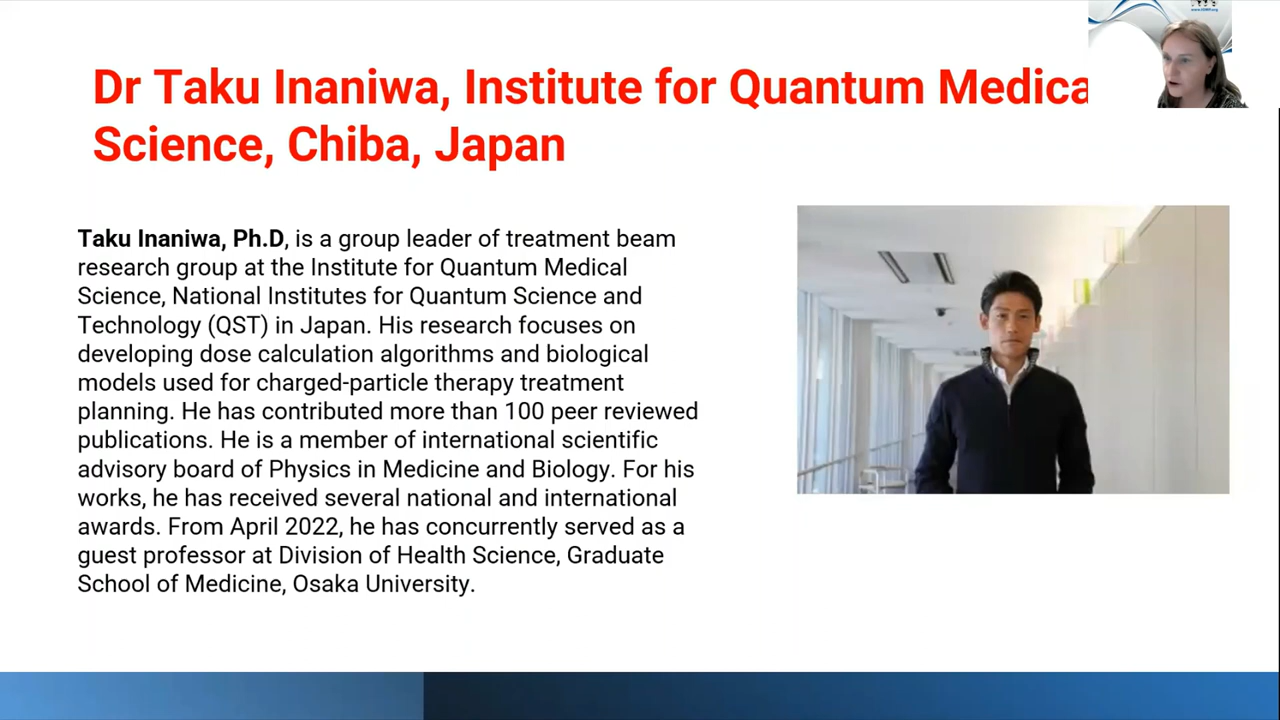 Dr Taku Inaniwa, Institute for Quantum Medica
Science, Chiba, Japan
Taku Inaniwa, Ph.D, is a group leader of treatment beam
research group at the Institute for Quantum Medical
Science, National Institutes for Quantum Science and
Technology (QST) in Japan. His research focuses on
developing dose calculation algorithms and biological
models used for charged-particle therapy treatment
planning. He has contributed more than 100 peer reviewed
publications. He is a member of international scientific
advisory board of Physics in Medicine and Biology. For his
works, he has received several national and international
awards. From April 2022, he has concurrently served as a
guest professor at Division of Health Science, Graduate
School of Medicine, Osaka University.